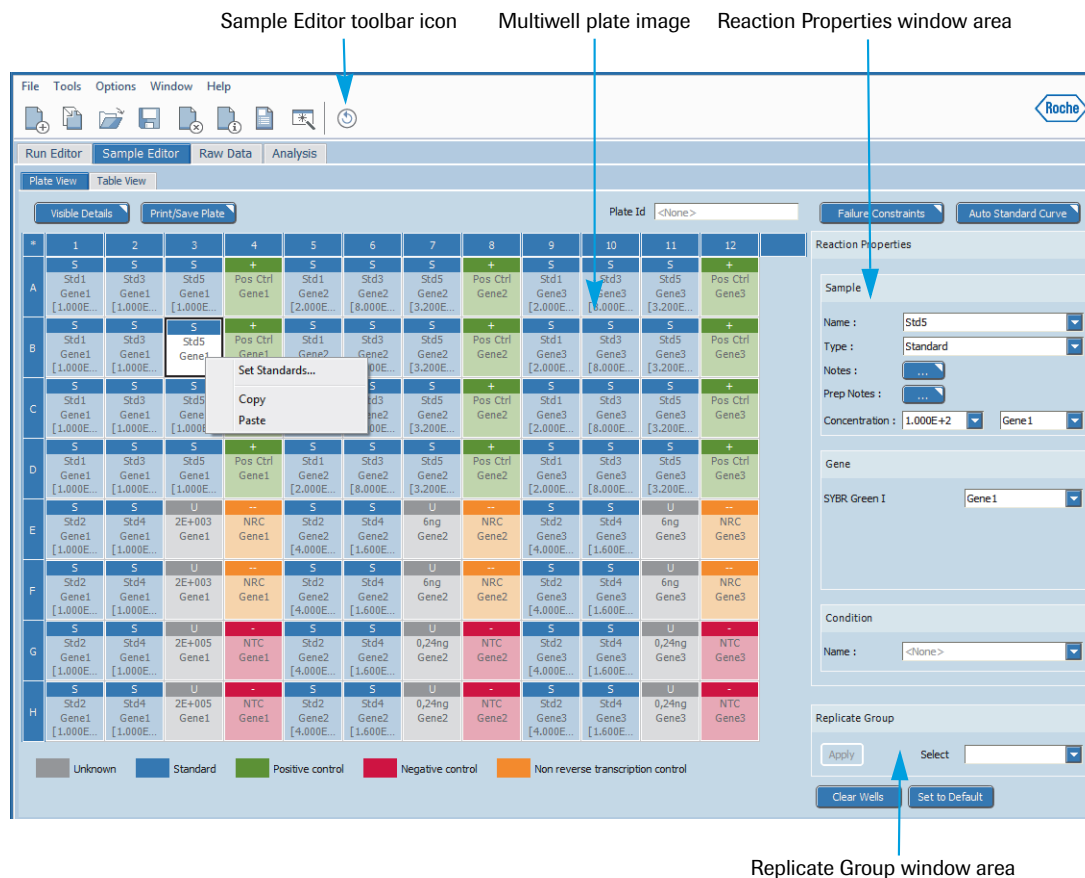 Sample Editor toolbar icon Multiwell plate image Reaction Properties window area
File Tools Options Window Help
Roche
Run Editor Sample Editor Raw Data Analysis
Plate View Table View
Visible Details Print/Save Plate Plate Id <None> Failure Constraints Auto Standard Curve
* 1 2 3 4 5 6 7 8 9 10 11 12
S S S + S S S + S S S +
A Std1 Std3 Std5 Pos Ctrl Std1 Std3 Std5 Pos Ctrl Std1 Std3 Std5 Pos Ctrl
Gene1 Gene1 Gene1 Gene1 Gene2 Gene2 Gene2 Gene2 Gene3 Gene3 Gene3 Gene3
[1.000E... [1.000E... [1.000E... [2.000E... [8.000E... [3.200E... [2.000E... [8.000E... [3.200E...
S S S + S S S + S S S +
B Std1 Std3 Std5 Pos Ctrl Std1 Std3 Std5 Pos Ctrl Std1 Std3 Std5 Pos Ctrl
Gene1 Gene1 Gene1 Gene1 Gene2 Gene2 Gene2 Gene2 Gene3 Gene3 Gene3 Gene3
[1.000E... [1.000E... [3.200E... [2.000E... [8.000E... [3.200E...
Set Standards...
Copy
Paste
S S S S + S S S +
C Std1 Std3 Std5 Std3 Std5 Pos Ctrl Std1 Std3 Std5 Pos Ctrl
Gene1 Gene1 Gene1 Gene2 Gene2 Gene2 Gene3 Gene3 Gene3 Gene3
[1.000E... [1.000E... [1.000E [3.200E... [2.000E... [8.000E... [3.200E...
S S S + S S S + S S S +
D Std1 Std3 Std5 Pos Ctrl Std1 Std3 Std5 Pos Ctrl Std1 Std3 Std5 Pos Ctrl
Gene1 Gene1 Gene1 Gene1 Gene2 Gene2 Gene2 Gene2 Gene3 Gene3 Gene3 Gene3
[1.000E... [1.000E... [1.000E... [2.000E... [8.000E... [3.200E... [2.000E... [8.000E... [3.200E...
S S U -- S S U -- S S U --
E Std2 Std4 2E+003 NRC Std2 Std4 6ng NRC Std2 Std4 6ng NRC
Gene1 Gene1 Gene1 Gene1 Gene2 Gene2 Gene2 Gene2 Gene3 Gene3 Gene3 Gene3
[1.000E... [1.000E... [4.000E... [1.600E... [4.000E... [1.600E...
S S U -- S S U -- S S U --
F Std2 Std4 2E+003 NRC Std2 Std4 6ng NRC Std2 Std4 6ng NRC
Gene1 Gene1 Gene1 Gene1 Gene2 Gene2 Gene2 Gene2 Gene3 Gene3 Gene3 Gene3
[1.000E... [1.000E... [4.000E... [1.600E... [4.000E... [1.600E...
S S U - S S U - S S U -
G Std2 Std4 2E+005 NTC Std2 Std4 0,24ng NTC Std2 Std4 0,24ng NTC
Gene1 Gene1 Gene1 Gene1 Gene2 Gene2 Gene2 Gene2 Gene3 Gene3 Gene3 Gene3
[1.000E... [1.000E... [4.000E... [1.600E... [4.000E... [1.600E...
S S U - S S U - S S U -
H Std2 Std4 2E+005 NTC Std2 Std4 0,24ng NTC Std2 Std4 0,24ng NTC
Gene1 Gene1 Gene1 Gene1 Gene2 Gene2 Gene2 Gene2 Gene3 Gene3 Gene3 Gene3
[1.000E... [1.000E... [4.000E... [1.600E... [4.000E... [1.600E...
Unknown Standard Positive control Negative control Non reverse transcription control
Reaction Properties
Sample
Name : Std5
Type : Standard
Notes : ...
Prep Notes : ...
Concentration : 1.000E+2 Gene1
Gene
SYBR Green I Gene1
Condition
Name : <None>
Replicate Group
Apply Select
Clear Wells Set to Default
Replicate Group window area